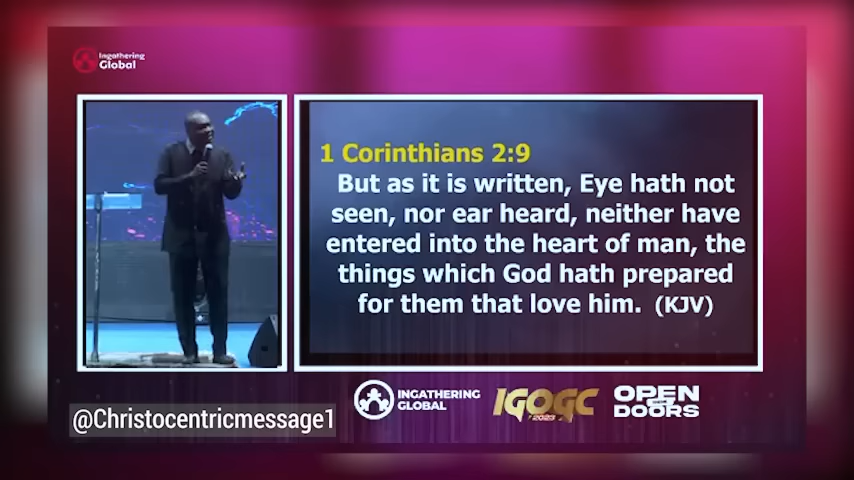 Ingathering
Global
1 Corinthians 2:9
But as it is written, Eye hath not
seen, nor ear heard, neither have
entered into the heart of man, the
things which God hath prepared
for them that love him. (KJV)
INGATHERING
GLOBAL
IGOGC
2023
OPEN
DOORS
@Christocentricmessage1